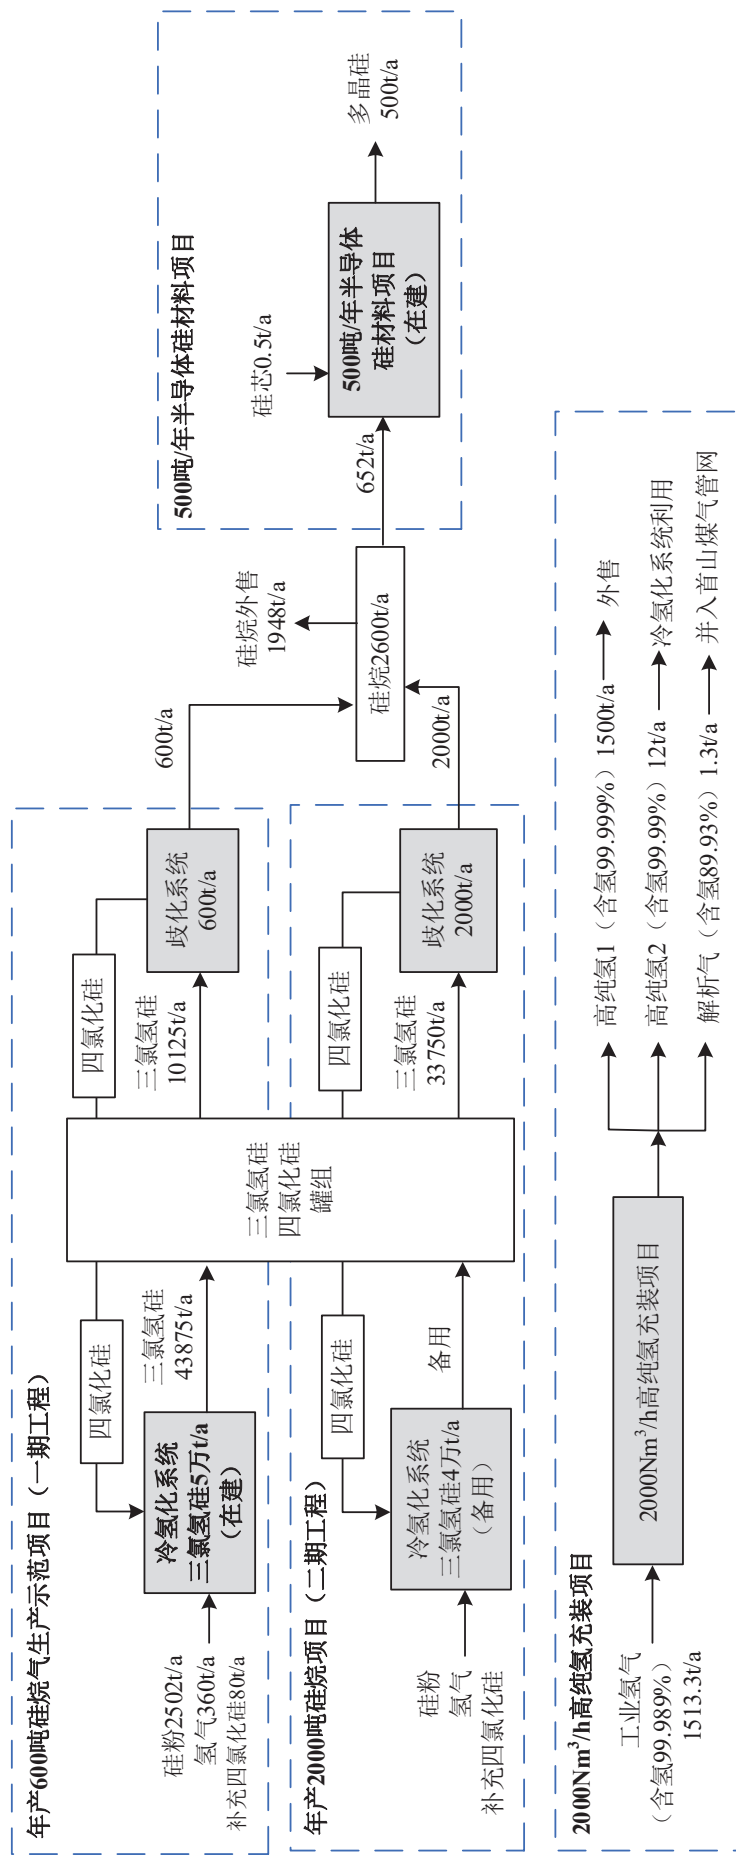 年产600吨硅烷气生产示范项目（一期工程）
硅粉2502t/a
氢气360t/a
补充四氯化硅80t/a
冷氢化系统
三氯氢硅5万t/a
（在建）
四氯化硅
三氯氢硅
43875t/a
三氯氢硅
四氯化硅
罐组
四氯化硅
三氯氢硅
10125t/a
歧化系统
600t/a
600t/a
年产2000吨硅烷项目（二期工程）
硅粉
氢气
补充四氯化硅
冷氢化系统
三氯氢硅4万t/a
（备用）
四氯化硅
备用
四氯化硅
三氯氢硅
33750t/a
歧化系统
2000t/a
2000t/a
硅烷2600t/a
硅烷外售
1948t/a
652t/a
500吨/年半导体硅材料项目
硅芯0.5t/a
500吨/年半导体
硅材料项目
（在建）
多晶硅
500t/a
2000Nm³/h高纯氢充装项目
工业氢气
（含氢99.989%）
1513.3t/a
2000Nm³/h高纯氢充装项目
高纯氢1（含氢99.999%）1500t/a
外售
高纯氢2（含氢99.99%）12t/a
冷氢化系统利用
解析气（含氢89.93%）1.3t/a
并入首山煤气管网